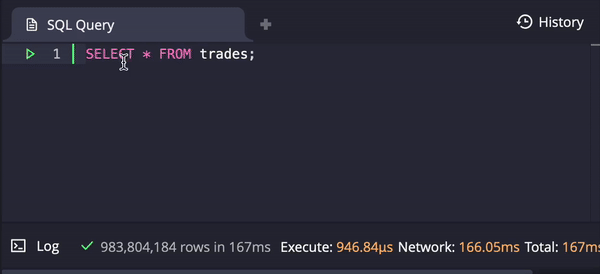 SQL Query
History
1 SELECT * FROM trades;
Log 983,804,184 rows in 167ms Execute: 946.84μs Network: 166.05ms Total: 167ms